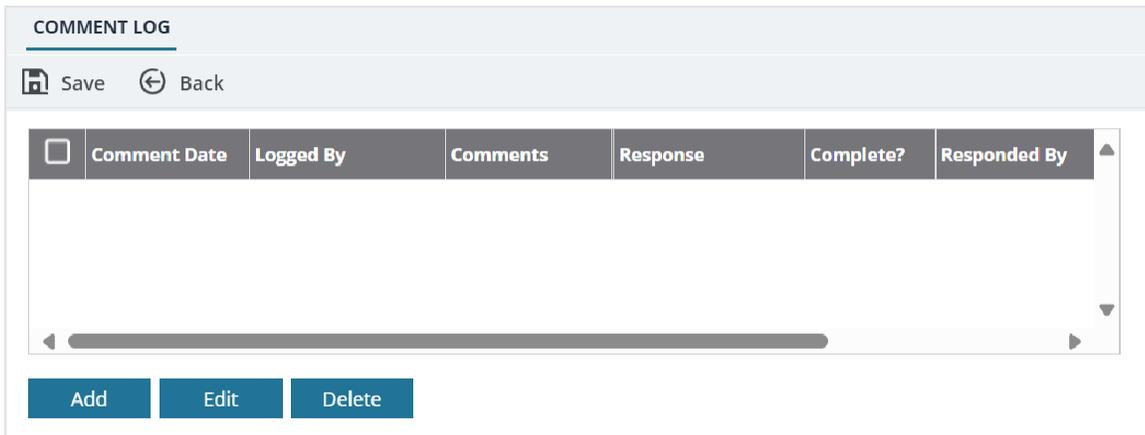 COMMENT LOG
Save Back
Comment Date Logged By Comments Response Complete? Responded By
Add Edit Delete